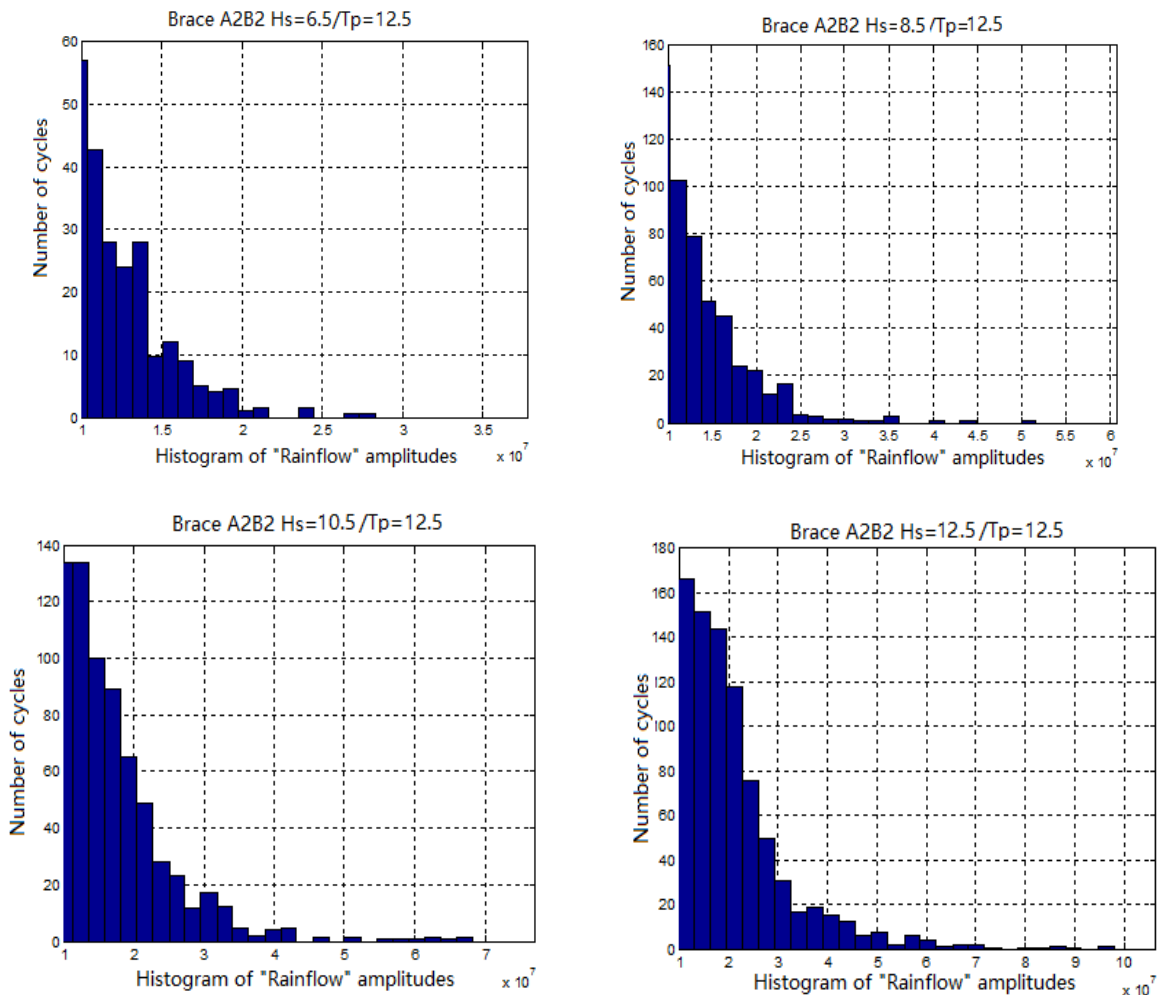 Brace A2B2 Hs=6.5/Tp=12.5
60
50
40
30
20
10
0
Number of cycles
1 1.5 2 2.5 3 3.5
x 10^7
Histogram of "Rainflow" amplitudes
Brace A2B2 Hs=8.5/Tp=12.5
160
140
120
100
80
60
40
20
0
Number of cycles
1 1.5 2 2.5 3 3.5 4 4.5 5 5.5 6
x 10^7
Histogram of "Rainflow" amplitudes
Brace A2B2 Hs=10.5/Tp=12.5
140
120
100
80
60
40
20
0
Number of cycles
1 2 3 4 5 6 7
x 10^7
Histogram of "Rainflow" amplitudes
Brace A2B2 Hs=12.5/Tp=12.5
180
160
140
120
100
80
60
40
20
0
Number of cycles
1 2 3 4 5 6 7 8 9 10
x 10^7
Histogram of "Rainflow" amplitudes